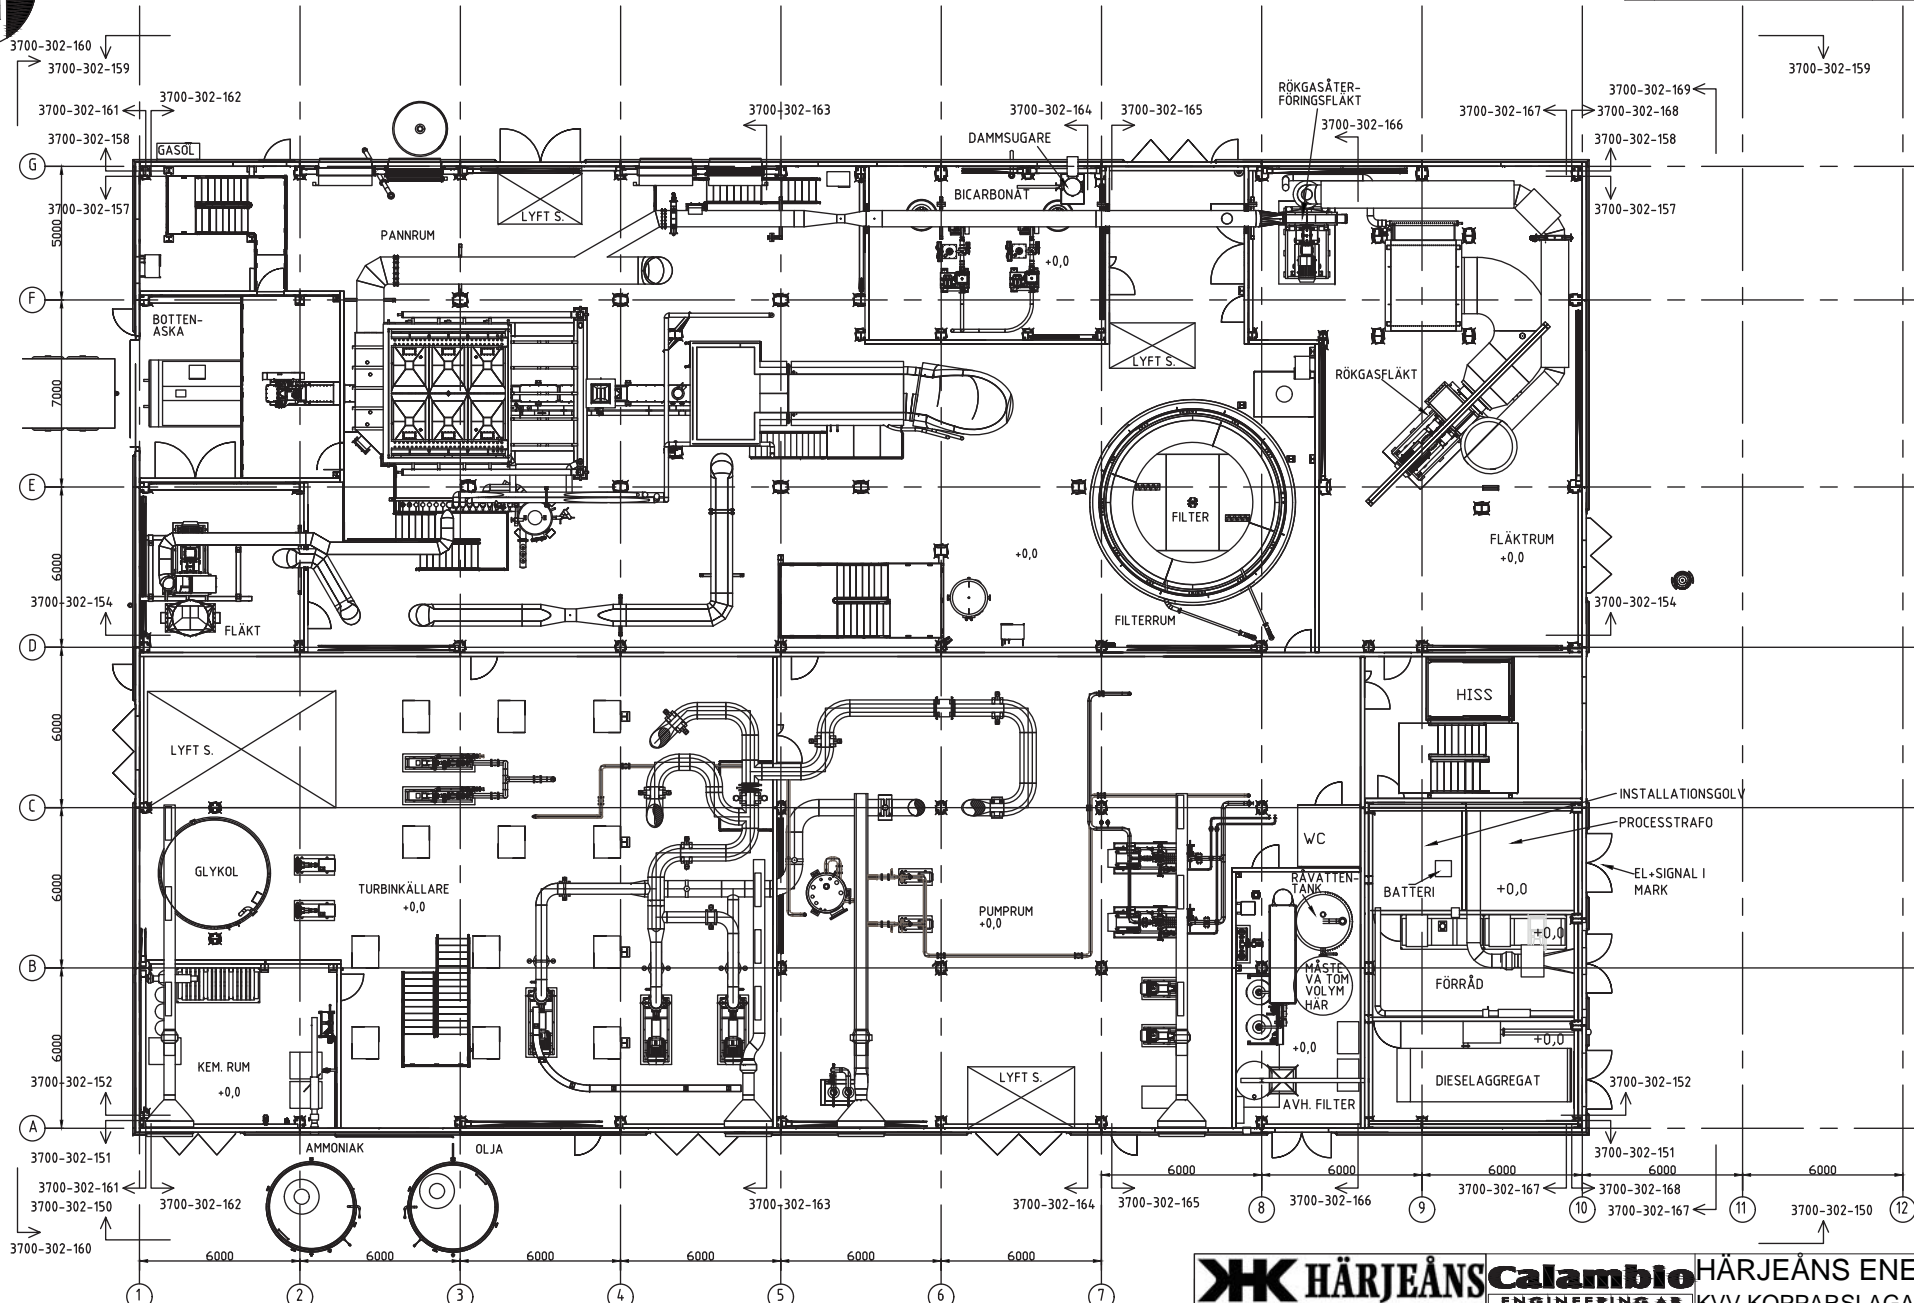 3700-302-160
3700-302-159
3700-302-159
3700-302-161
3700-302-162
3700-302-163
3700-302-164
3700-302-165
RÖKGASÅTER-
FÖRINGSFLÄKT
3700-302-166
3700-302-167
3700-302-169
3700-302-168
3700-302-158
3700-302-158
GASOL
DAMMSUGARE
G
3700-302-157
3700-302-157
5000
LYFT S.
PANNRUM
BICARBONAT
+0,0
F
BOTTEN-
ASKA
7000
LYFT S.
RÖKGASFLÄKT
E
FILTER
FLÄKTRUM
+0,0
+0,0
6000
3700-302-154
3700-302-154
FLÄKT
FILTERRUM
D
6000
LYFT S.
HISS
C
INSTALLATIONSGOLV
PROCESSTRAFO
WC
GLYKOL
6000
TURBINKÄLLARE
+0,0
PUMPRUM
+0,0
RÅVATTEN-
TANK
BATTERI
+0,0
EL+SIGNAL I
MARK
+0,0
B
MÅSTE
VA TOM
VOLYM
HÄR
FÖRRÅD
6000
KEM. RUM
+0,0
+0,0
+0,0
LYFT S.
DIESELAGGREGAT
3700-302-152
3700-302-152
AVH. FILTER
A
AMMONIAK
OLJA
3700-302-151
3700-302-151
3700-302-161
3700-302-162
3700-302-163
3700-302-164
3700-302-165
3700-302-166
3700-302-167
3700-302-168
3700-302-150
3700-302-167
3700-302-150
3700-302-160
6000
6000
6000
6000
6000
8
9
10
11
12
6000
6000
6000
6000
6000
6000
1
2
3
4
5
6
7
HÄRJEÅNS
Calambio
ENGINEERING AB
HÄRJEÅNS ENE